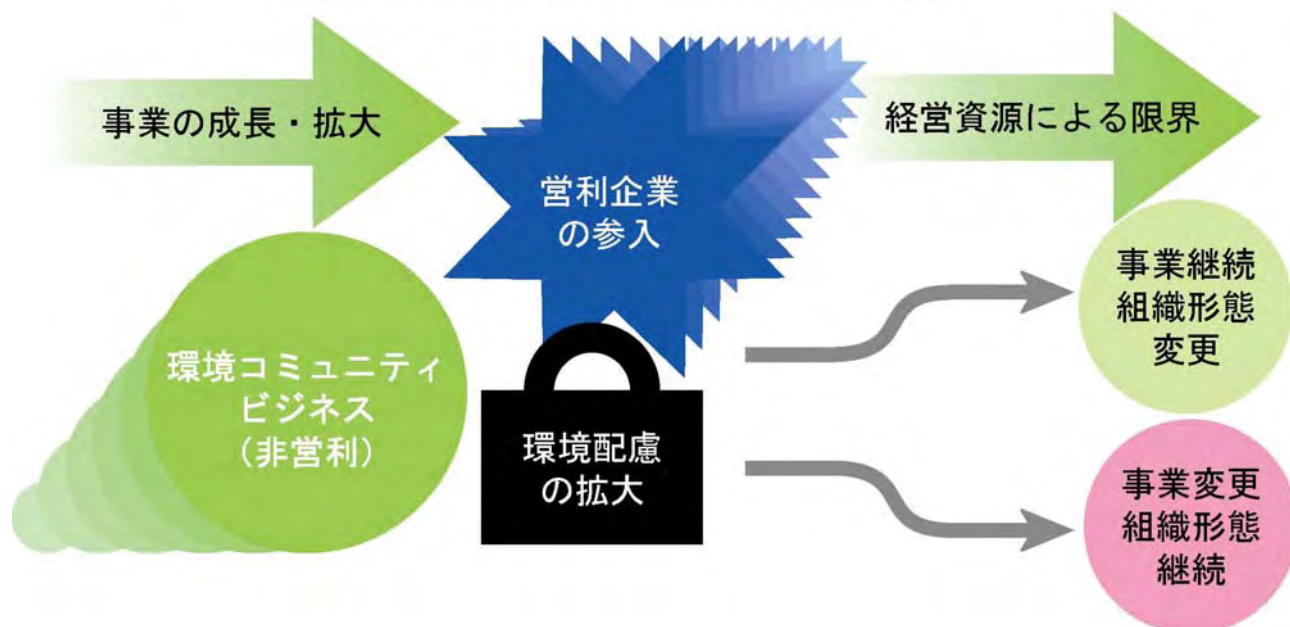 事業の成長・拡大
営利企業
の参入
経営資源による限界
環境コミュニティ
ビジネス
（非営利）
環境配慮
の拡大
事業継続
組織形態
変更
事業変更
組織形態
継続